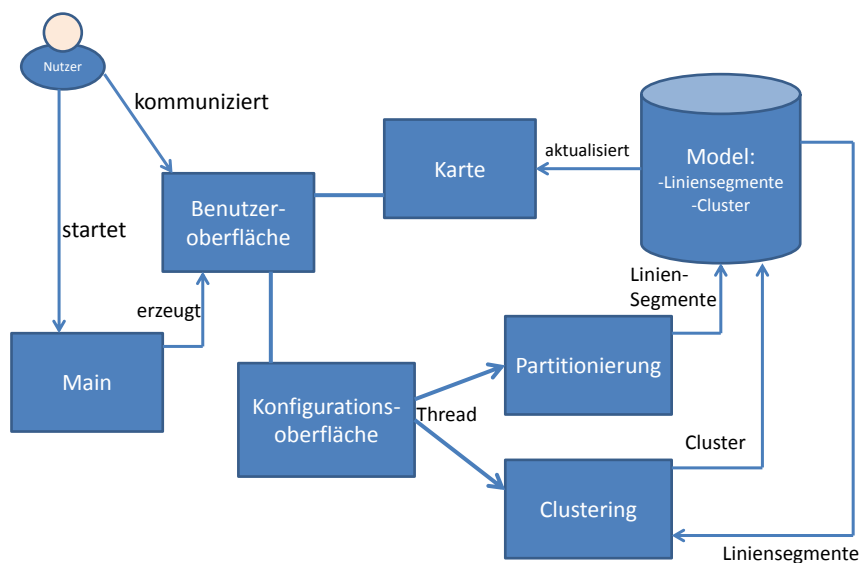 Nutzer
kommuniziert
startet
Benutzer-
oberfläche
Karte
aktualisiert
Model:
-Liniensegmente
-Cluster
erzeugt
Main
Konfigurations-
oberfläche
Thread
Linien-
Segmente
Partitionierung
Cluster
Clustering
Liniensegmente